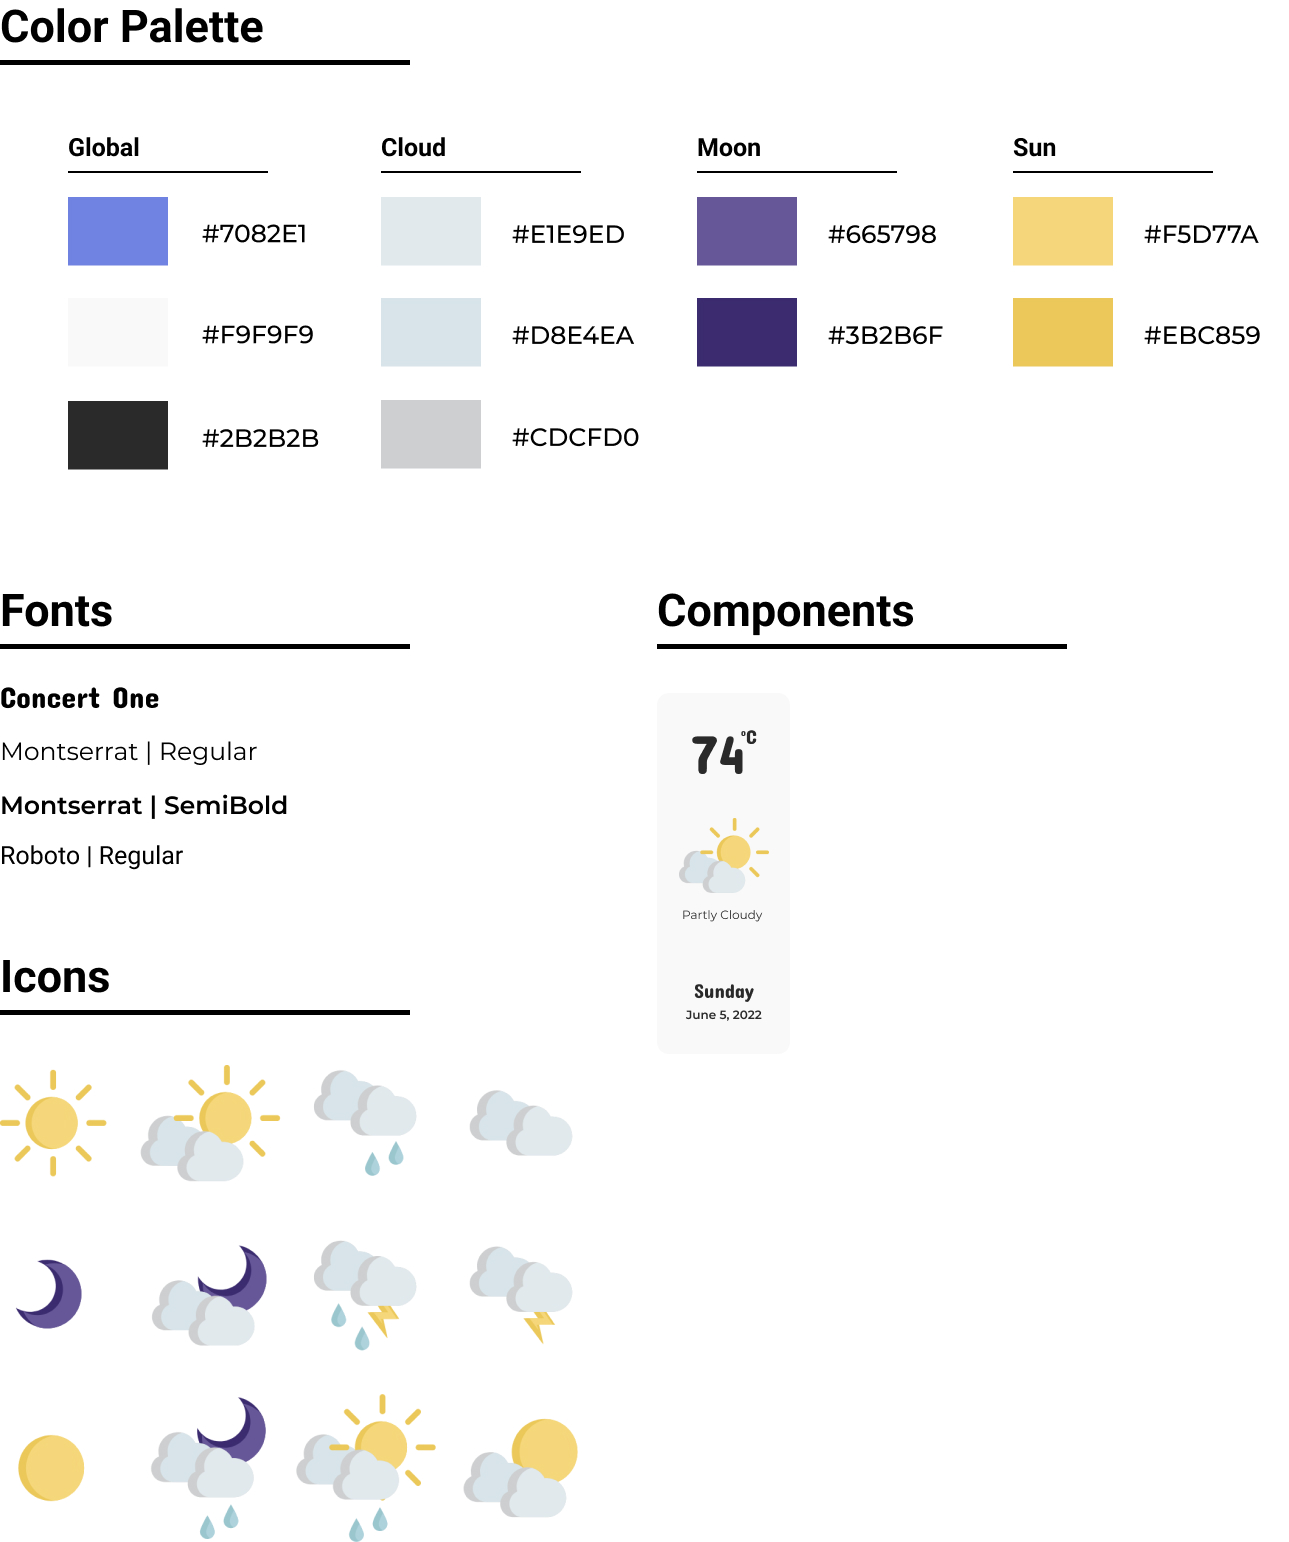 Color Palette
Global
#7082E1
#F9F9F9
#2B2B2B
Cloud
#E1E9ED
#D8E4EA
#CDCFD0
Moon
#665798
#3B2B6F
Sun
#F5D77A
#EBC859
Fonts
Concert One
Montserrat | Regular
Montserrat | SemiBold
Roboto | Regular
Components
74°C
Partly Cloudy
Sunday
June 5, 2022
Icons